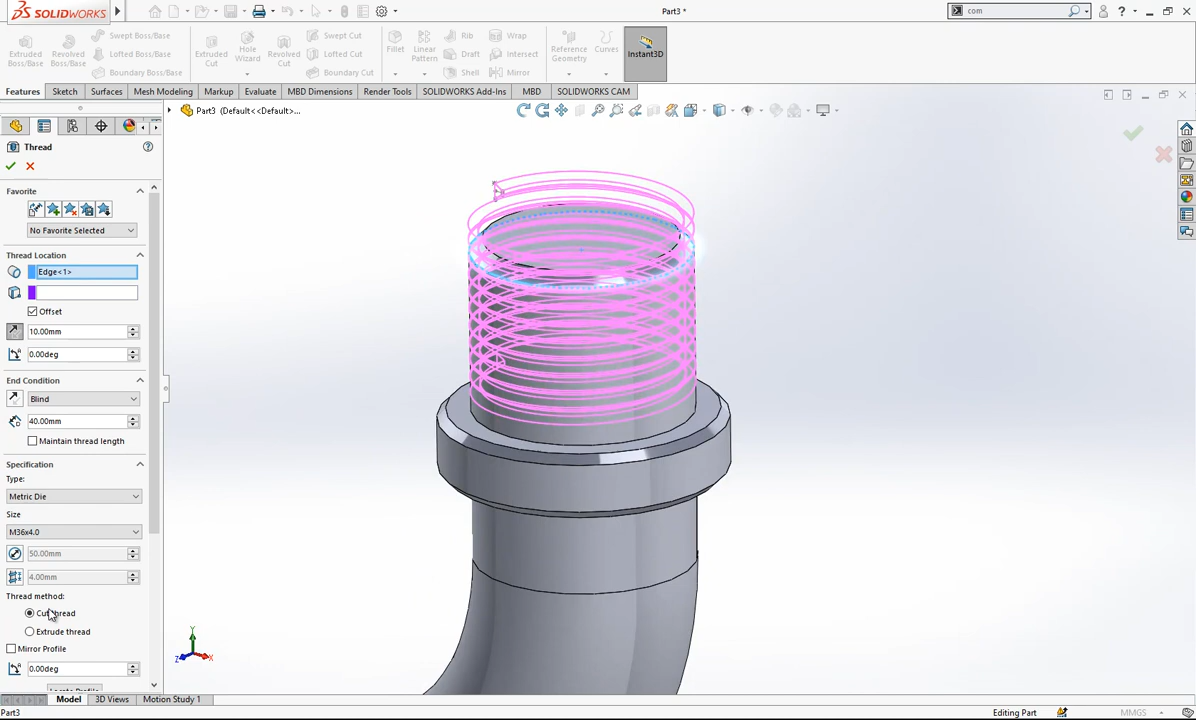 SOLIDWORKS
Part3 *
com
Extruded Boss/Base
Revolved Boss/Base
Swept Boss/Base
Lofted Boss/Base
Boundary Boss/Base
Extruded Cut
Hole Wizard
Revolved Cut
Swept Cut
Lofted Cut
Boundary Cut
Fillet
Linear Pattern
Rib
Draft
Shell
Wrap
Intersect
Mirror
Reference Geometry
Curves
Instant3D
Features Sketch Surfaces Mesh Modeling Markup Evaluate MBD Dimensions Render Tools SOLIDWORKS Add-Ins MBD SOLIDWORKS CAM
Part3 (Default<<Default>...
Thread
Favorite
No Favorite Selected
Thread Location
Edge<1>
Offset
10.00mm
0.00deg
End Condition
Blind
40.00mm
Maintain thread length
Specification
Type:
Metric Die
Size
M36x4.0
50.00mm
4.00mm
Thread method:
Cut thread
Extrude thread
Mirror Profile
0.00deg
Locate Profile
Y
Z
X
Model 3D Views Motion Study 1
Part3
Editing Part
MMGS